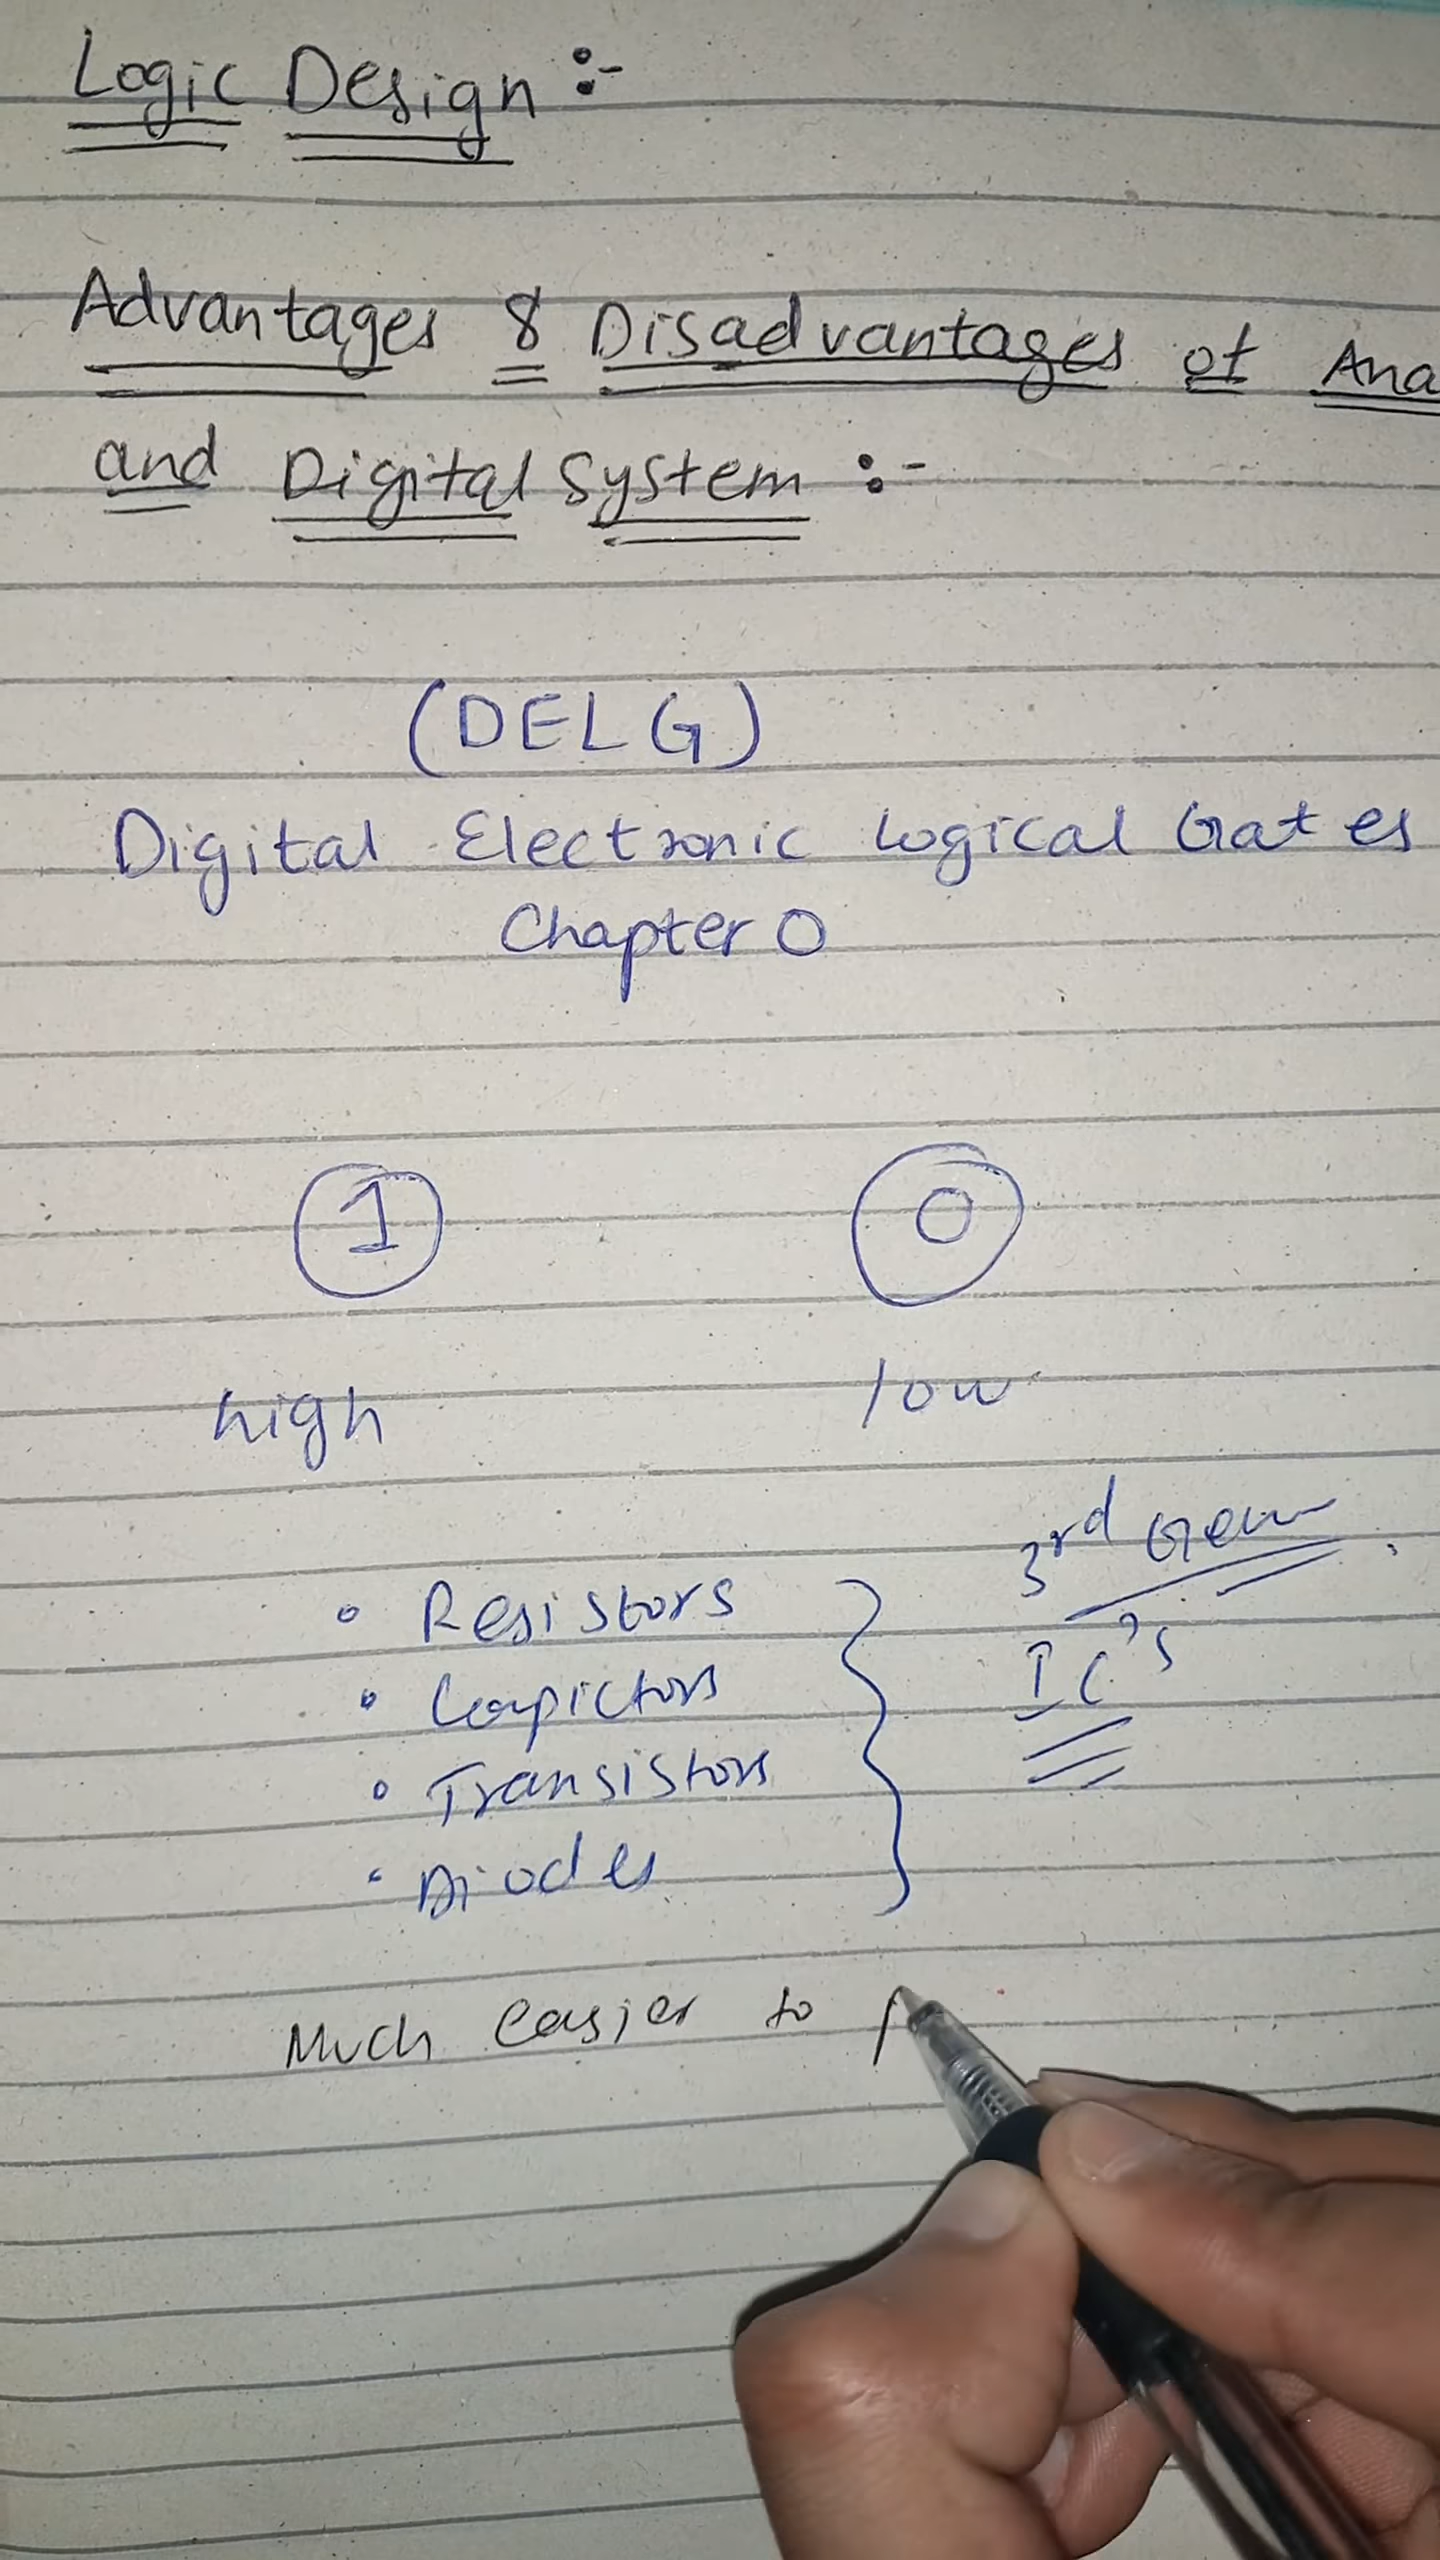 Logic Design :-
Advantages & Disadvantages of Ana
and Digital System :-
(DELG)
Digital Electronic Logical Gates
Chapter 0
1 0
high low
3rd Gen
• Resistors
IC's
• Capictors
• Transistors
• Diodes
Much easier to